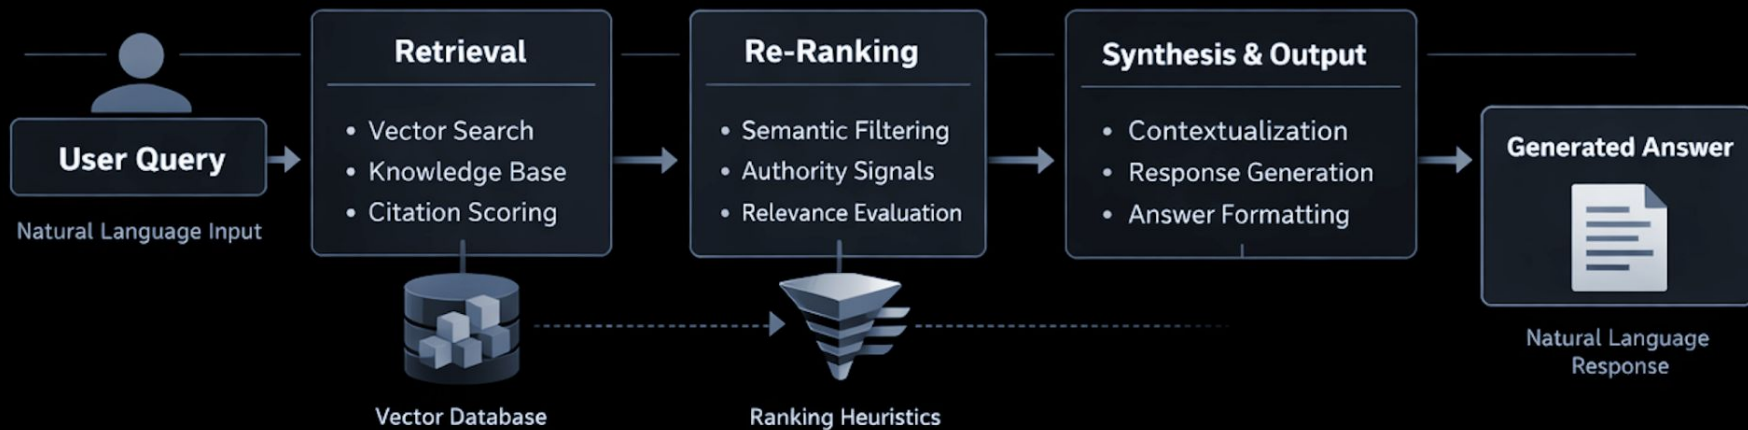 User Query
Natural Language Input
Retrieval
• Vector Search
• Knowledge Base
• Citation Scoring
Vector Database
Re-Ranking
• Semantic Filtering
• Authority Signals
• Relevance Evaluation
Ranking Heuristics
Synthesis & Output
• Contextualization
• Response Generation
• Answer Formatting
Generated Answer
Natural Language
Response